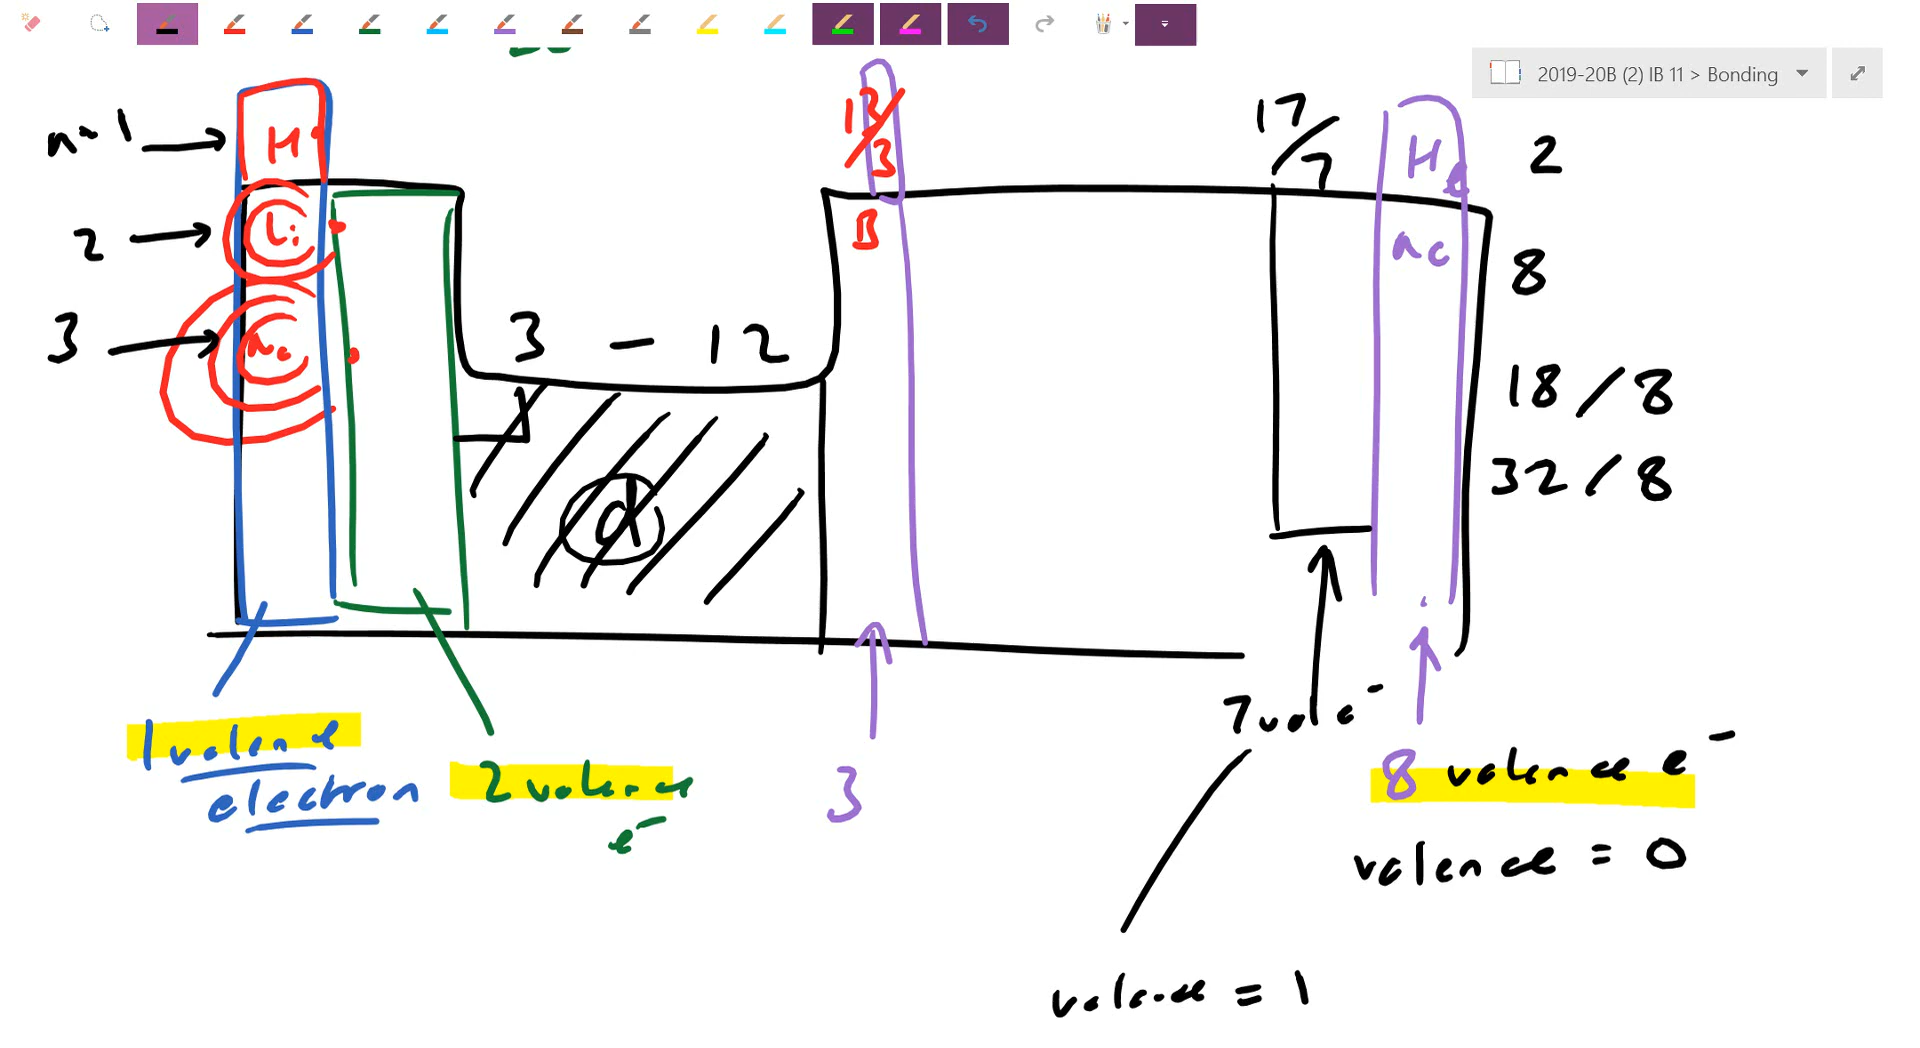 2019-20B (2) IB 11 > Bonding
n=1
H
13/3
17/7
He
2
2
Li
B
8
3
Na
3 - 12
18/8
d
32/8
7 val e⁻
1 valence
electron
2 valence
e⁻
3
8 valence e⁻
valence = 0
valence = 1